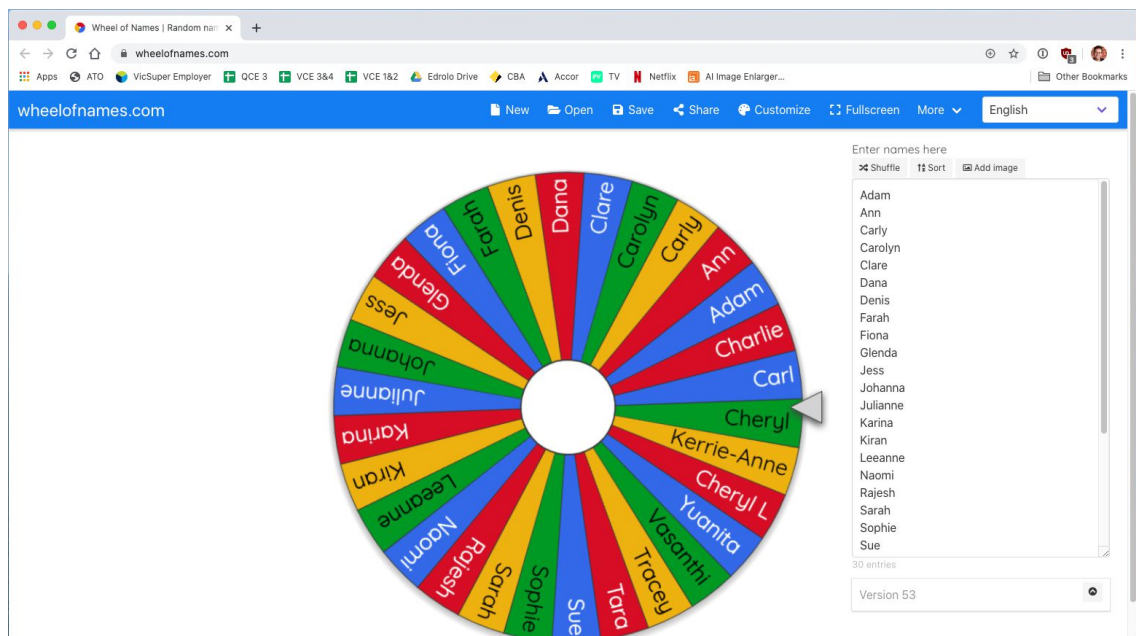 Wheel of Names | Random nam
wheelofnames.com
Apps ATO VicSuper Employer QCE 3 VCE 3&4 VCE 1&2 Edrolo Drive CBA Accor TV Netflix AI Image Enlarger... Other Bookmarks
wheelofnames.com New Open Save Share Customize Fullscreen More English
Enter names here
Shuffle Sort Add image
Adam
Ann
Carly
Carolyn
Clare
Dana
Denis
Farah
Fiona
Glenda
Jess
Johanna
Julianne
Karina
Kiran
Leeanne
Naomi
Rajesh
Sarah
Sophie
Sue
30 entries
Version 53
Dana
Clare
Carolyn
Carly
Ann
Adam
Charlie
Carl
Cheryl
Kerrie-Anne
Cheryl L
Yuanita
Vasanthi
Tracey
Tara
Sue
Sophie
Sarah
Rajesh
Naomi
Leeanne
Kiran
Karina
Julianne
Johanna
Jess
Glenda
Fiona
Farah
Denis